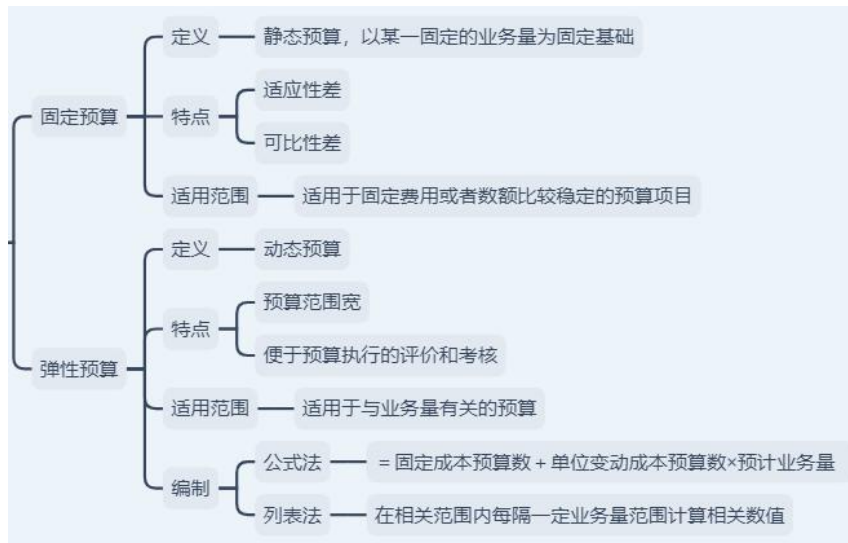 固定预算
定义
静态预算，以某一固定的业务量为固定基础
特点
适应性差
可比性差
适用范围
适用于固定费用或者数额比较稳定的预算项目
弹性预算
定义
动态预算
特点
预算范围宽
便于预算执行的评价和考核
适用范围
适用于与业务量有关的预算
编制
公式法
=固定成本预算数+单位变动成本预算数×预计业务量
列表法
在相关范围内每隔一定业务量范围计算相关数值